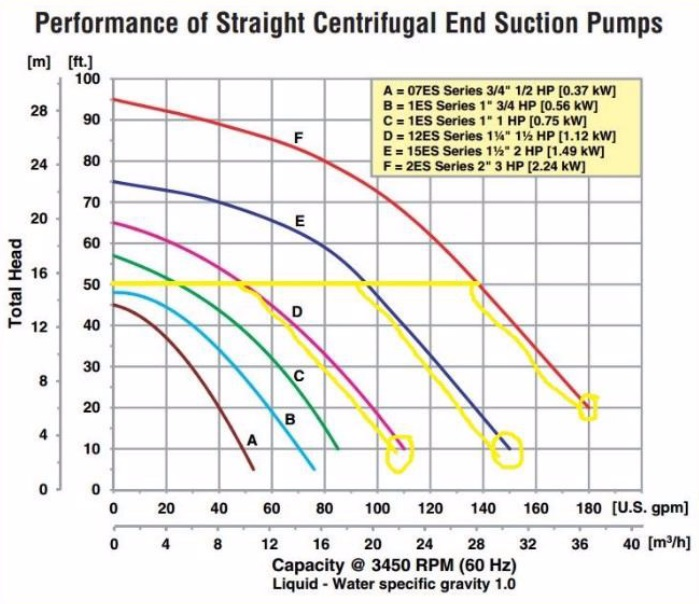 Performance of Straight Centrifugal End Suction Pumps
[m] [ft.]
A = 07ES Series 3/4" 1/2 HP [0.37 kW]
B = 1ES Series 1" 3/4 HP [0.56 kW]
C = 1ES Series 1" 1 HP [0.75 kW]
D = 12ES Series 1¼" 1½ HP [1.12 kW]
E = 15ES Series 1½" 2 HP [1.49 kW]
F = 2ES Series 2" 3 HP [2.24 kW]
100
28 90
24 80
70
20 60
16 50
12 40
30
8 20
4 10
0 0
Total Head
F
E
D
C
B
A
0 20 40 60 80 100 120 140 160 180 [U.S. gpm]
0 4 8 12 16 20 24 28 32 36 40 [m³/h]
Capacity @ 3450 RPM (60 Hz)
Liquid - Water specific gravity 1.0